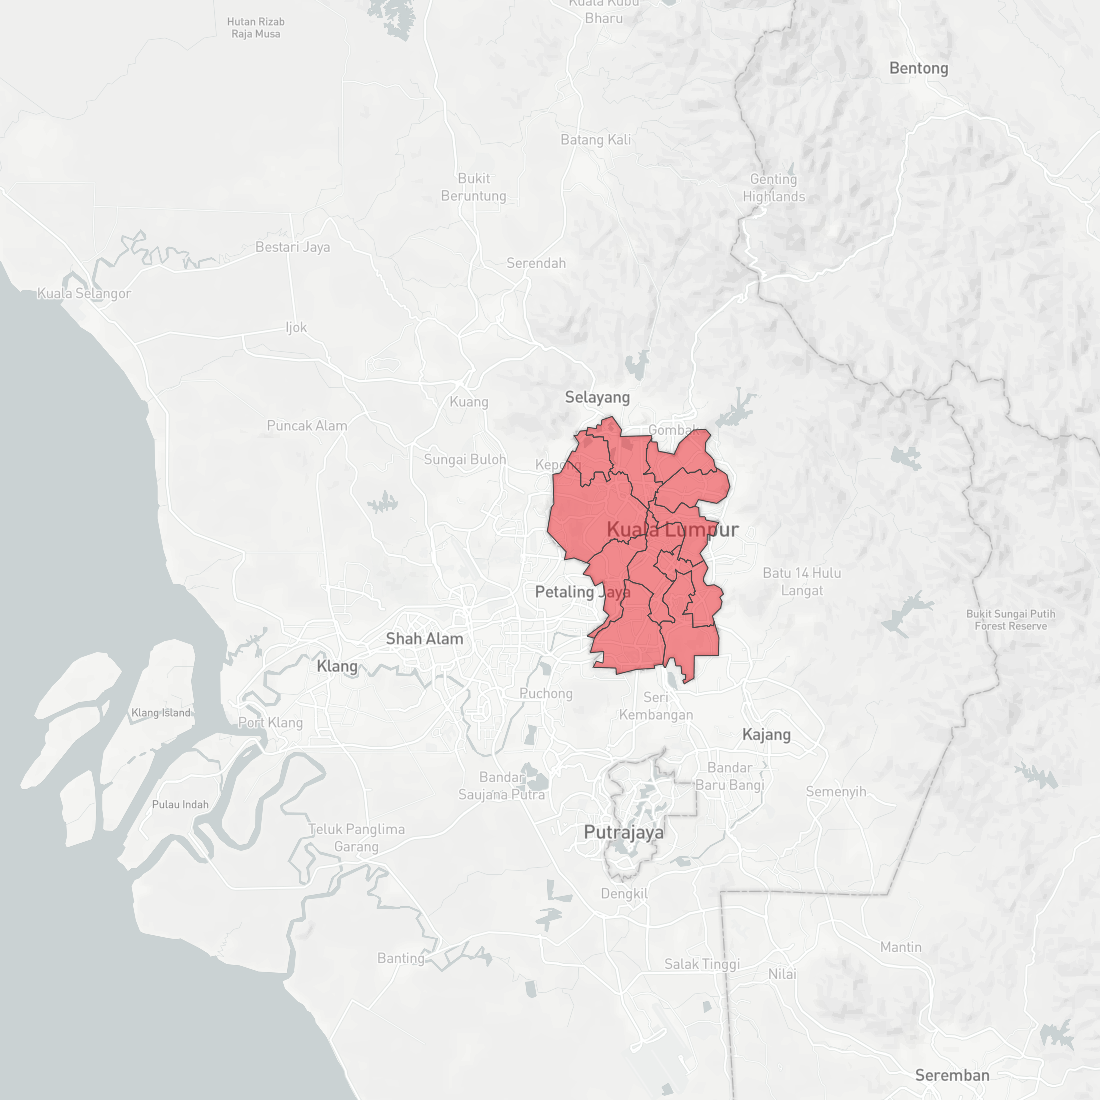 Kuala Kubu
Bharu
Hutan Rizab
Raja Musa
Bentong
Batang Kali
Bukit
Beruntung
Genting
Highlands
Bestari Jaya
Serendah
Kuala Selangor
Ijok
Selayang
Kuang
Puncak Alam
Gombak
Sungai Buloh
Kepong
Kuala Lumpur
Batu 14 Hulu
Langat
Petaling Jaya
Bukit Sungai Putih
Forest Reserve
Shah Alam
Klang
Puchong
Seri
Kembangan
Klang Island
Port Klang
Kajang
Bandar
Baru Bangi
Bandar
Saujana Putra
Semenyih
Pulau Indah
Teluk Panglima
Garang
Putrajaya
Dengkil
Mantin
Banting
Salak Tinggi
Nilai
Seremban